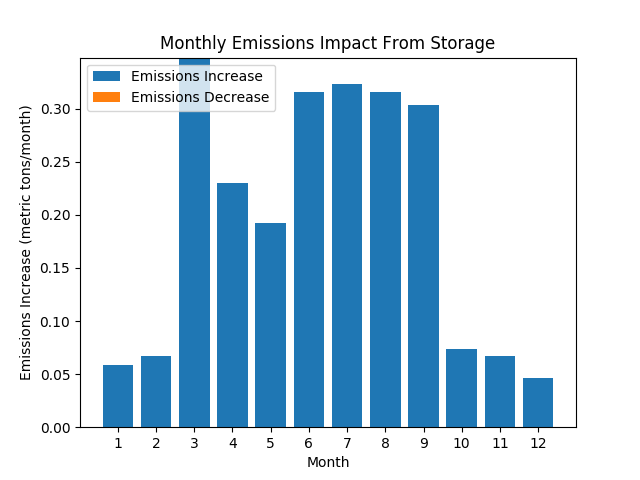 Monthly Emissions Impact From Storage
Emissions Increase
Emissions Decrease
Emissions Increase (metric tons/month)
0.30
0.25
0.20
0.15
0.10
0.05
0.00
1 2 3 4 5 6 7 8 9 10 11 12
Month